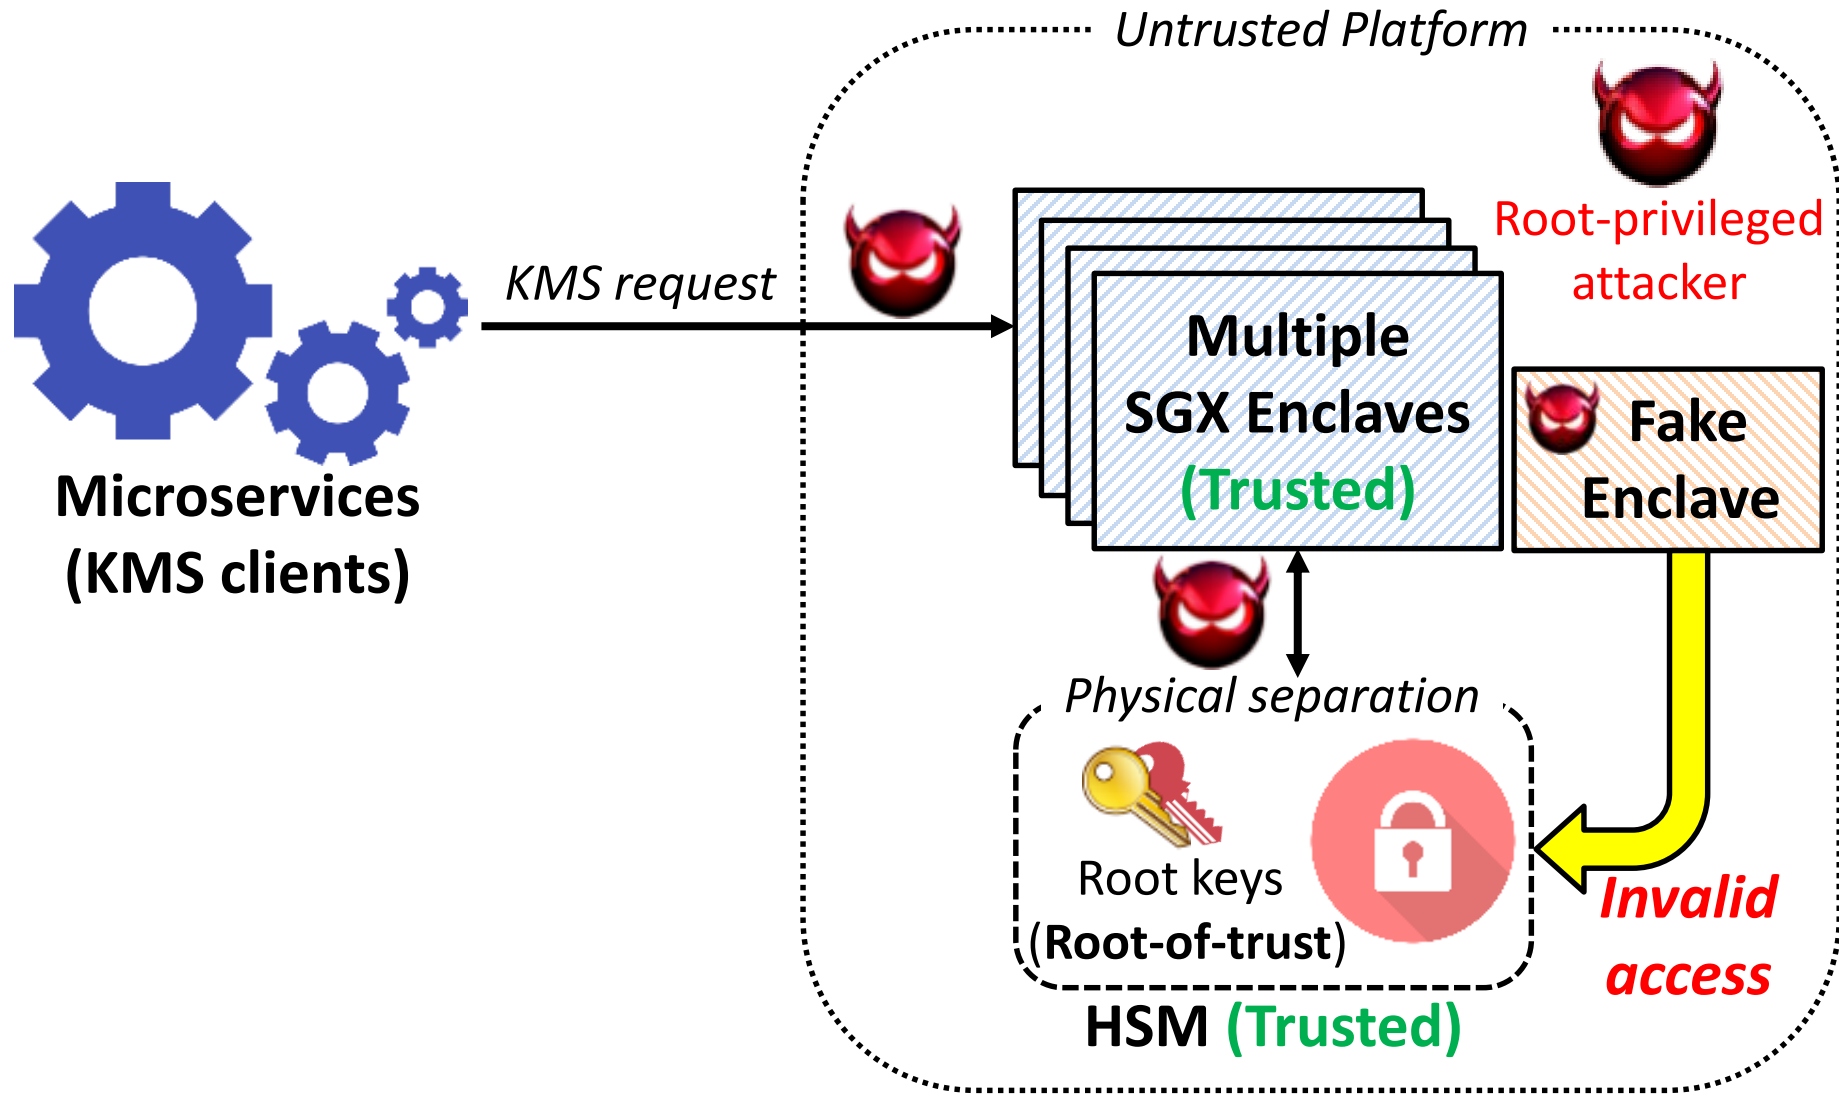 Untrusted Platform
Root-privileged
attacker
KMS request
Multiple
SGX Enclaves
(Trusted)
Fake
Enclave
Microservices
(KMS clients)
Physical separation
Root keys
(Root-of-trust)
Invalid
access
HSM (Trusted)